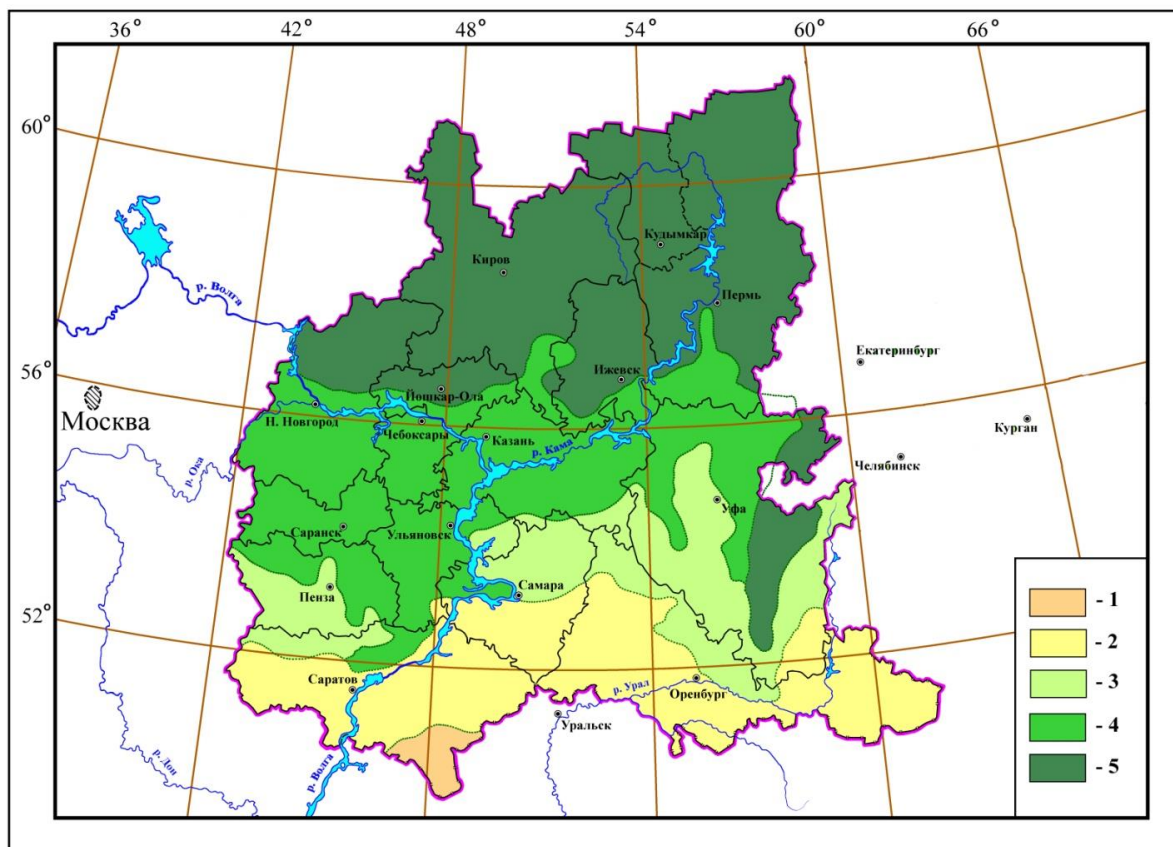 36°
42°
48°
54°
60°
66°
60°
56°
52°
Кудымкар
Киров
р. Волга
Пермь
Екатеринбург
Ижевск
Москва
Йошкар-Ола
Н. Новгород
Чебоксары
Казань
р. Кама
Курган
Челябинск
р. Ока
Уфа
Саранск
Ульяновск
Пенза
Самара
Саратов
р. Урал
Оренбург
Уральск
р. Дон
р. Волга
- 1
- 2
- 3
- 4
- 5